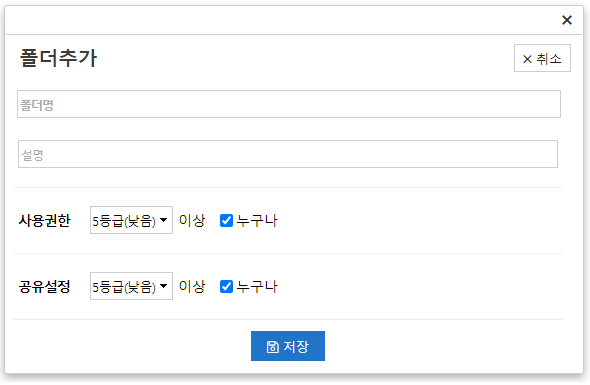 폴더추가
× 취소
폴더명
설명
사용권한 5등급(낮음) 이상 누구나
공유설정 5등급(낮음) 이상 누구나
저장